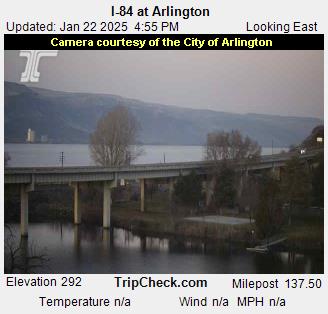 I-84 at Arlington
Updated: Jan 22 2025 4:55 PM Looking East
Camera courtesy of the City of Arlington
Elevation 292 TripCheck.com Milepost 137.50
Temperature n/a Wind n/a MPH n/a